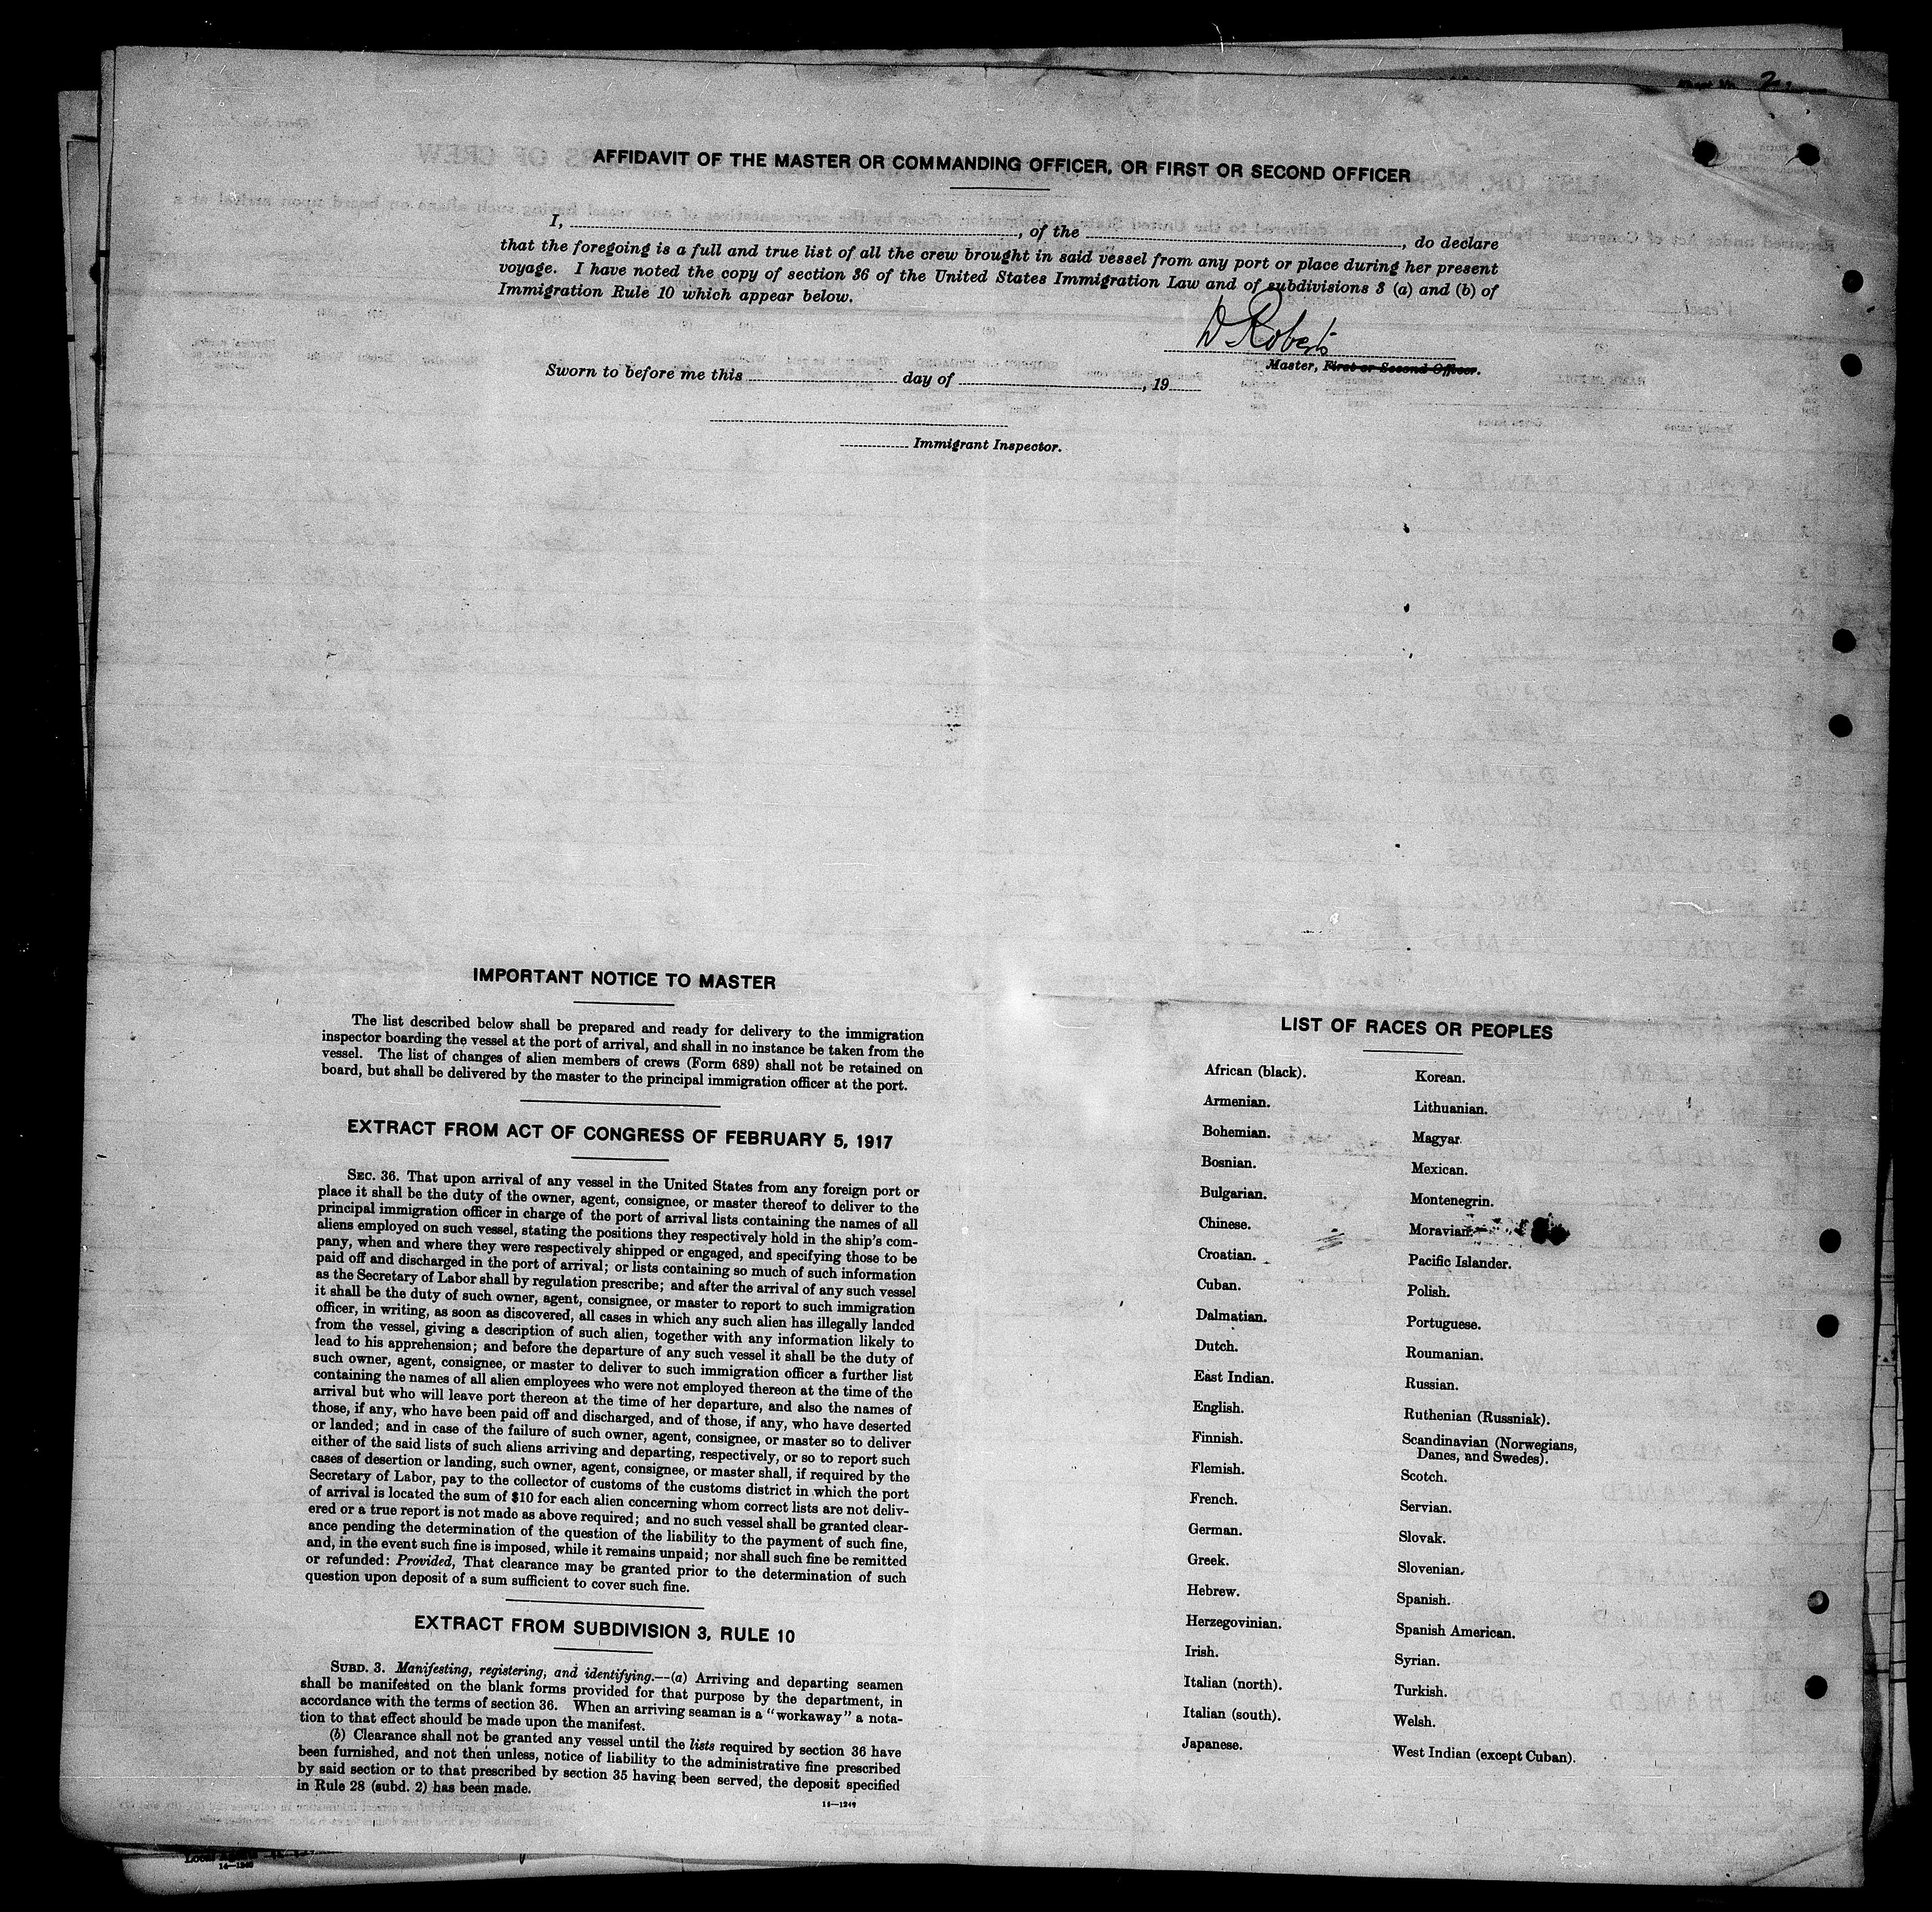 AFFIDAVIT OF THE MASTER OR COMMANDING OFFICER, OR FIRST OR SECOND OFFICER
I, , of the , do declare
that the foregoing is a full and true list of all the crew brought in said vessel from any port or place during her present
voyage. I have noted the copy of section 36 of the United States Immigration Law and of subdivisions 3 (a) and (b) of
Immigration Rule 10 which appear below.
D Roberts
Master, First or Second Officer.
Sworn to before me this day of , 19
Immigrant Inspector.
IMPORTANT NOTICE TO MASTER
The list described below shall be prepared and ready for delivery to the immigration
inspector boarding the vessel at the port of arrival, and shall in no instance be taken from the
vessel. The list of changes of alien members of crews (Form 689) shall not be retained on
board, but shall be delivered by the master to the principal immigration officer at the port.
EXTRACT FROM ACT OF CONGRESS OF FEBRUARY 5, 1917
SEC. 36. That upon arrival of any vessel in the United States from any foreign port or
place it shall be the duty of the owner, agent, consignee, or master thereof to deliver to the
principal immigration officer in charge of the port of arrival lists containing the names of all
aliens employed on such vessel, stating the positions they respectively hold in the ship's com-
pany, when and where they were respectively shipped or engaged, and specifying those to be
paid off and discharged in the port of arrival; or lists containing so much of such information
as the Secretary of Labor shall by regulation prescribe; and after the arrival of any such vessel
it shall be the duty of such owner, agent, consignee, or master to report to such immigration
officer, in writing, as soon as discovered, all cases in which any such alien has illegally landed
from the vessel, giving a description of such alien, together with any information likely to
lead to his apprehension; and before the departure of any such vessel it shall be the duty of
such owner, agent, consignee, or master to deliver to such immigration officer a further list
containing the names of all alien employees who were not employed thereon at the time of the
arrival but who will leave port thereon at the time of her departure, and also the names of
those, if any, who have been paid off and discharged, and of those, if any, who have deserted
or landed; and in case of the failure of such owner, agent, consignee, or master so to deliver
either of the said lists of such aliens arriving and departing, respectively, or so to report such
cases of desertion or landing, such owner, agent, consignee, or master shall, if required by the
Secretary of Labor, pay to the collector of customs of the customs district in which the port
of arrival is located the sum of $10 for each alien concerning whom correct lists are not deliv-
ered or a true report is not made as above required; and no such vessel shall be granted clear-
ance pending the determination of the question of the liability to the payment of such fine,
and, in the event such fine is imposed, while it remains unpaid; nor shall such fine be remitted
or refunded: Provided, That clearance may be granted prior to the determination of such
question upon deposit of a sum sufficient to cover such fine.
EXTRACT FROM SUBDIVISION 3, RULE 10
SUBD. 3. Manifesting, registering, and identifying.—(a) Arriving and departing seamen
shall be manifested on the blank forms provided for that purpose by the department, in
accordance with the terms of section 36. When an arriving seaman is a "workaway" a nota-
tion to that effect should be made upon the manifest.
(b) Clearance shall not be granted any vessel until the lists required by section 36 have
been furnished, and not then unless, notice of liability to the administrative fine prescribed
by said section or to that prescribed by section 35 having been served, the deposit specified
in Rule 28 (subd. 2) has been made.
14—1240
LIST OF RACES OR PEOPLES
African (black).
Armenian.
Bohemian.
Bosnian.
Bulgarian.
Chinese.
Croatian.
Cuban.
Dalmatian.
Dutch.
East Indian.
English.
Finnish.
Flemish.
French.
German.
Greek.
Hebrew.
Herzegovinian.
Irish.
Italian (north).
Italian (south).
Japanese.
Korean.
Lithuanian.
Magyar.
Mexican.
Montenegrin.
Moravian.
Pacific Islander.
Polish.
Portuguese.
Roumanian.
Russian.
Ruthenian (Russniak).
Scandinavian (Norwegians,
Danes, and Swedes).
Scotch.
Servian.
Slovak.
Slovenian.
Spanish.
Spanish American.
Syrian.
Turkish.
Welsh.
West Indian (except Cuban).
14—1240